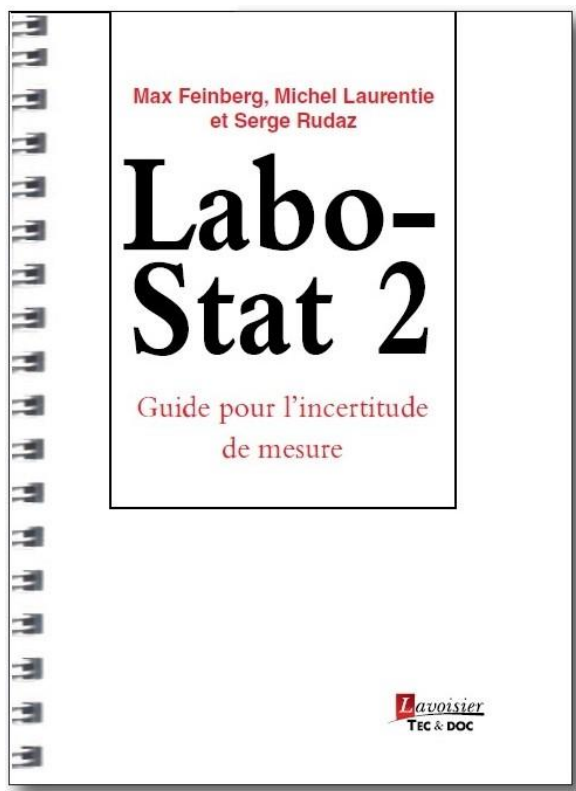 Max Feinberg, Michel Laurentie
et Serge Rudaz
Labo-
Stat 2
Guide pour l'incertitude
de mesure
Lavoisier
TEC & DOC